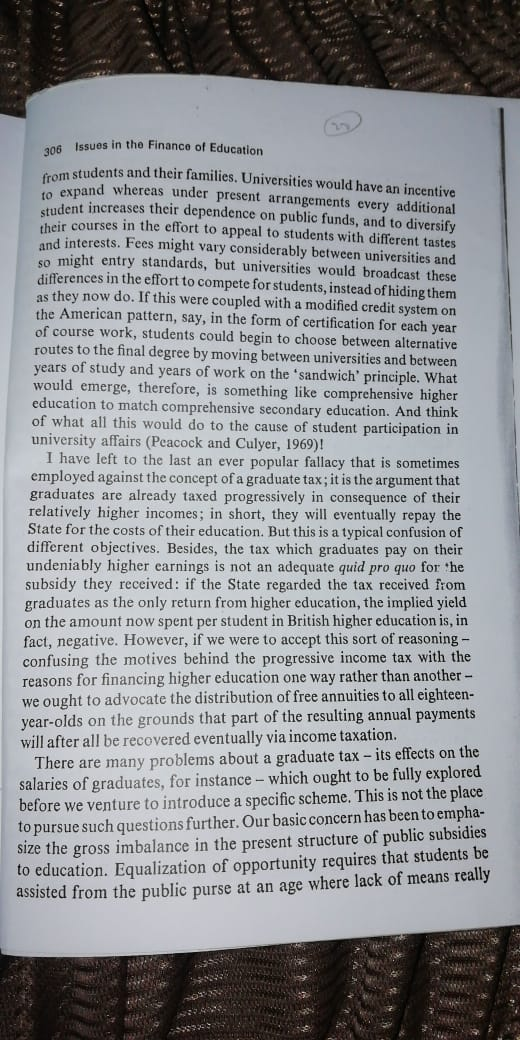 22
306 Issues in the Finance of Education
from students and their families. Universities would have an incentive
to expand whereas under present arrangements every additional
student increases their dependence on public funds, and to diversify
their courses in the effort to appeal to students with different tastes
and interests. Fees might vary considerably between universities and
so might entry standards, but universities would broadcast these
differences in the effort to compete for students, instead of hiding them
as they now do. If this were coupled with a modified credit system on
the American pattern, say, in the form of certification for each year
of course work, students could begin to choose between alternative
routes to the final degree by moving between universities and between
years of study and years of work on the ‘sandwich’ principle. What
would emerge, therefore, is something like comprehensive higher
education to match comprehensive secondary education. And think
of what all this would do to the cause of student participation in
university affairs (Peacock and Culyer, 1969)!
I have left to the last an ever popular fallacy that is sometimes
employed against the concept of a graduate tax; it is the argument that
graduates are already taxed progressively in consequence of their
relatively higher incomes; in short, they will eventually repay the
State for the costs of their education. But this is a typical confusion of
different objectives. Besides, the tax which graduates pay on their
undeniably higher earnings is not an adequate quid pro quo for the
subsidy they received: if the State regarded the tax received from
graduates as the only return from higher education, the implied yield
on the amount now spent per student in British higher education is, in
fact, negative. However, if we were to accept this sort of reasoning –
confusing the motives behind the progressive income tax with the
reasons for financing higher education one way rather than another –
we ought to advocate the distribution of free annuities to all eighteen-
year-olds on the grounds that part of the resulting annual payments
will after all be recovered eventually via income taxation.
There are many problems about a graduate tax – its effects on the
salaries of graduates, for instance – which ought to be fully explored
before we venture to introduce a specific scheme. This is not the place
to pursue such questions further. Our basic concern has been to empha-
size the gross imbalance in the present structure of public subsidies
to education. Equalization of opportunity requires that students be
assisted from the public purse at an age where lack of means really